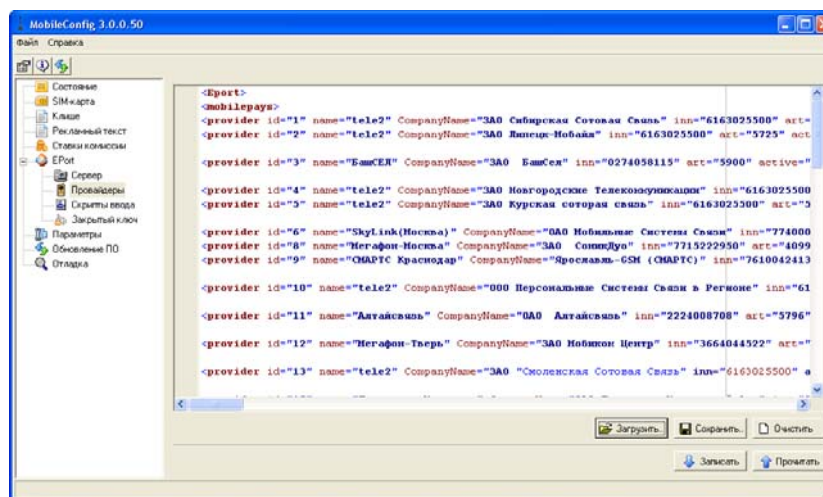 MobileConfig 3.0.0.50
Файл Справка
Состояние
SIM-карта
Клише
Рекламный текст
Ставки комиссии
EPort
Сервер
Провайдеры
Скрипты ввода
Закрытый ключ
Параметры
Обновление ПО
Отладка
<Eport>
<mobilepays>
<provider id="1" name="tele2" CompanyName="ЗАО Сибирская Сотовая Связь" inn="6163025500" art=
<provider id="2" name="tele2" CompanyName="ЗАО Липецк-Мобайл" inn="6163025500" art="5725" act
<provider id="3" name="БашСЕЛ" CompanyName="ЗАО БашСел" inn="0274058115" art="5900" active="
<provider id="4" name="tele2" CompanyName="ЗАО Новгородские Телекоммуникации" inn="6163025500
<provider id="5" name="tele2" CompanyName="ЗАО Курская соторая связь" inn="6163025500" art="5
<provider id="6" name="SkyLink(Москва)" CompanyName="ОАО Мобильные Системы Связи" inn="774000
<provider id="8" name="Мегафон-Москва" CompanyName="ЗАО СоникДуо" inn="7715222950" art="4099
<provider id="9" name="СМАРТС Краснодар" CompanyName="Ярославль-GSM (СМАРТС)" inn="7610042413
<provider id="10" name="tele2" CompanyName="ООО Персональные Системы Связи в Регионе" inn="61
<provider id="11" name="Алтайсвязь" CompanyName="ОАО Алтайсвязь" inn="2224008708" art="5796"
<provider id="12" name="Мегафон-Тверь" CompanyName="ЗАО Мобиком Центр" inn="3664044522" art="
<provider id="13" name="tele2" CompanyName="ЗАО "Смоленская Сотовая Связь" inn="6163025500" a
Загрузить.. Сохранить.. Очистить
Записать Прочитать